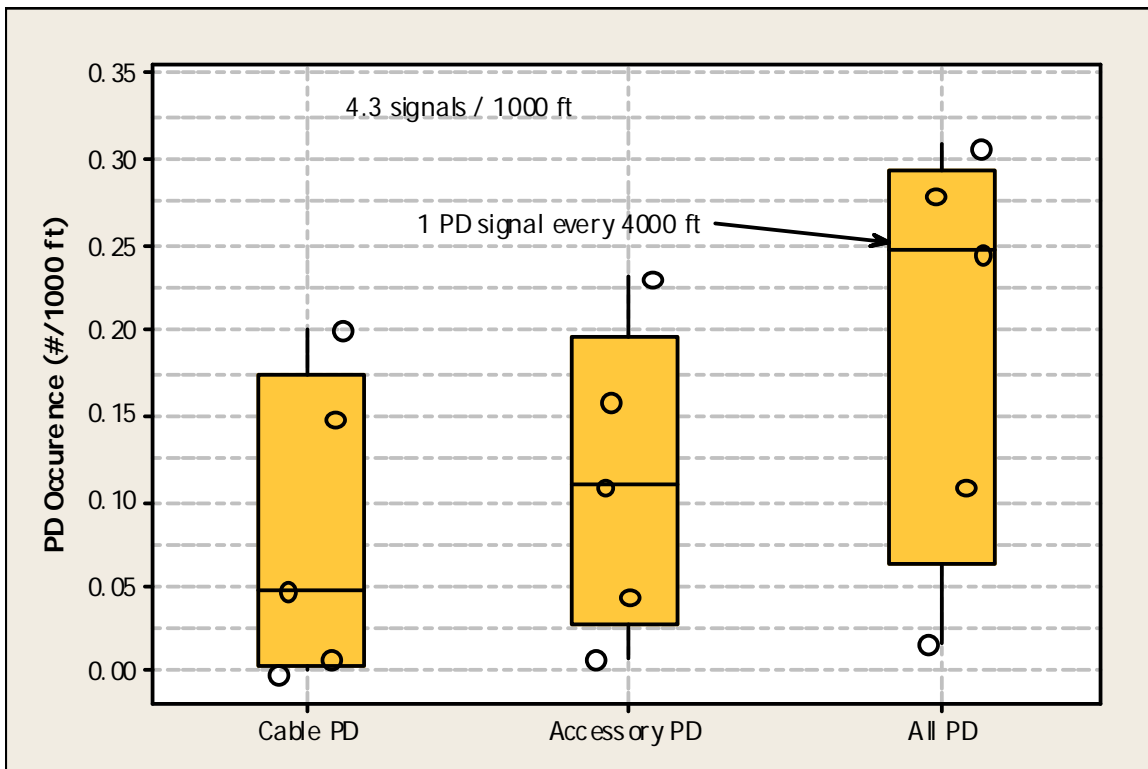 0.35
4.3 signals / 1000 ft
0.30
1 PD signal every 4000 ft
0.25
0.20
0.15
0.10
0.05
0.00
PD Occurence (#/1000 ft)
Cable PD
Accessory PD
All PD